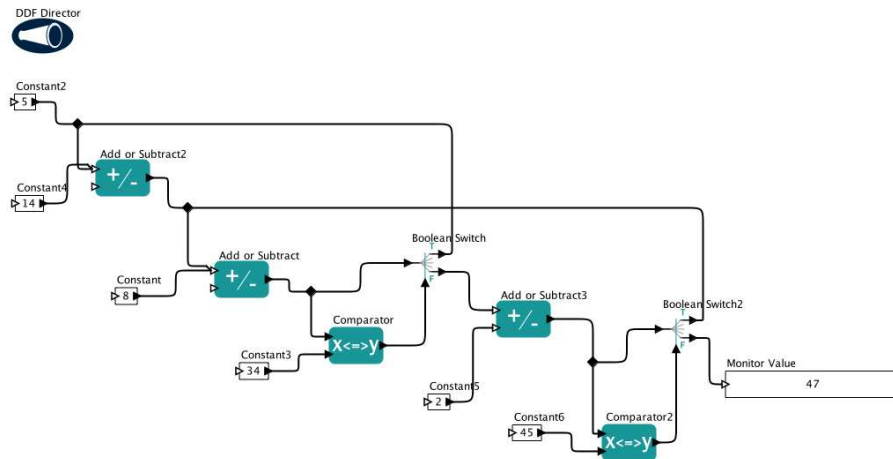 DDF Director
Constant2
5
Add or Subtract2
+/-
Constant4
14
Add or Subtract
+/-
Constant
8
Boolean Switch
T
F
Comparator
x<=>y
Constant3
34
Add or Subtract3
+/-
Constant5
2
Boolean Switch2
T
F
Monitor Value
47
Constant6
45
Comparator2
x<=>y